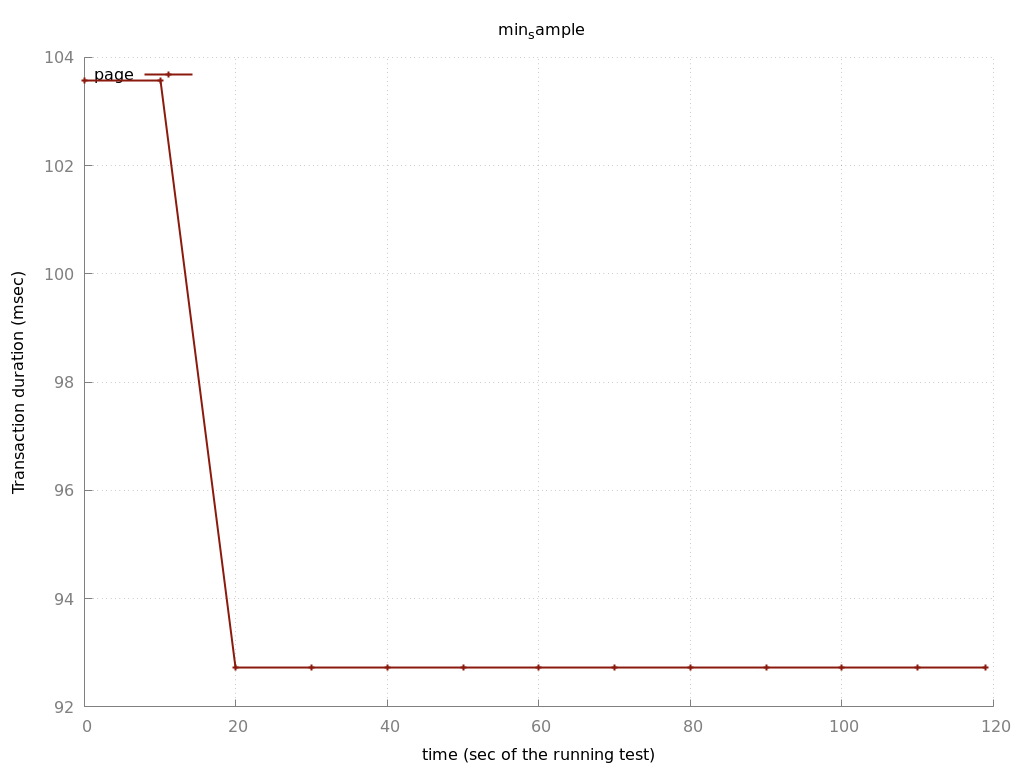 min_sample
104
page
102
100
98
96
94
92
Transaction duration (msec)
0 20 40 60 80 100 120
time (sec of the running test)